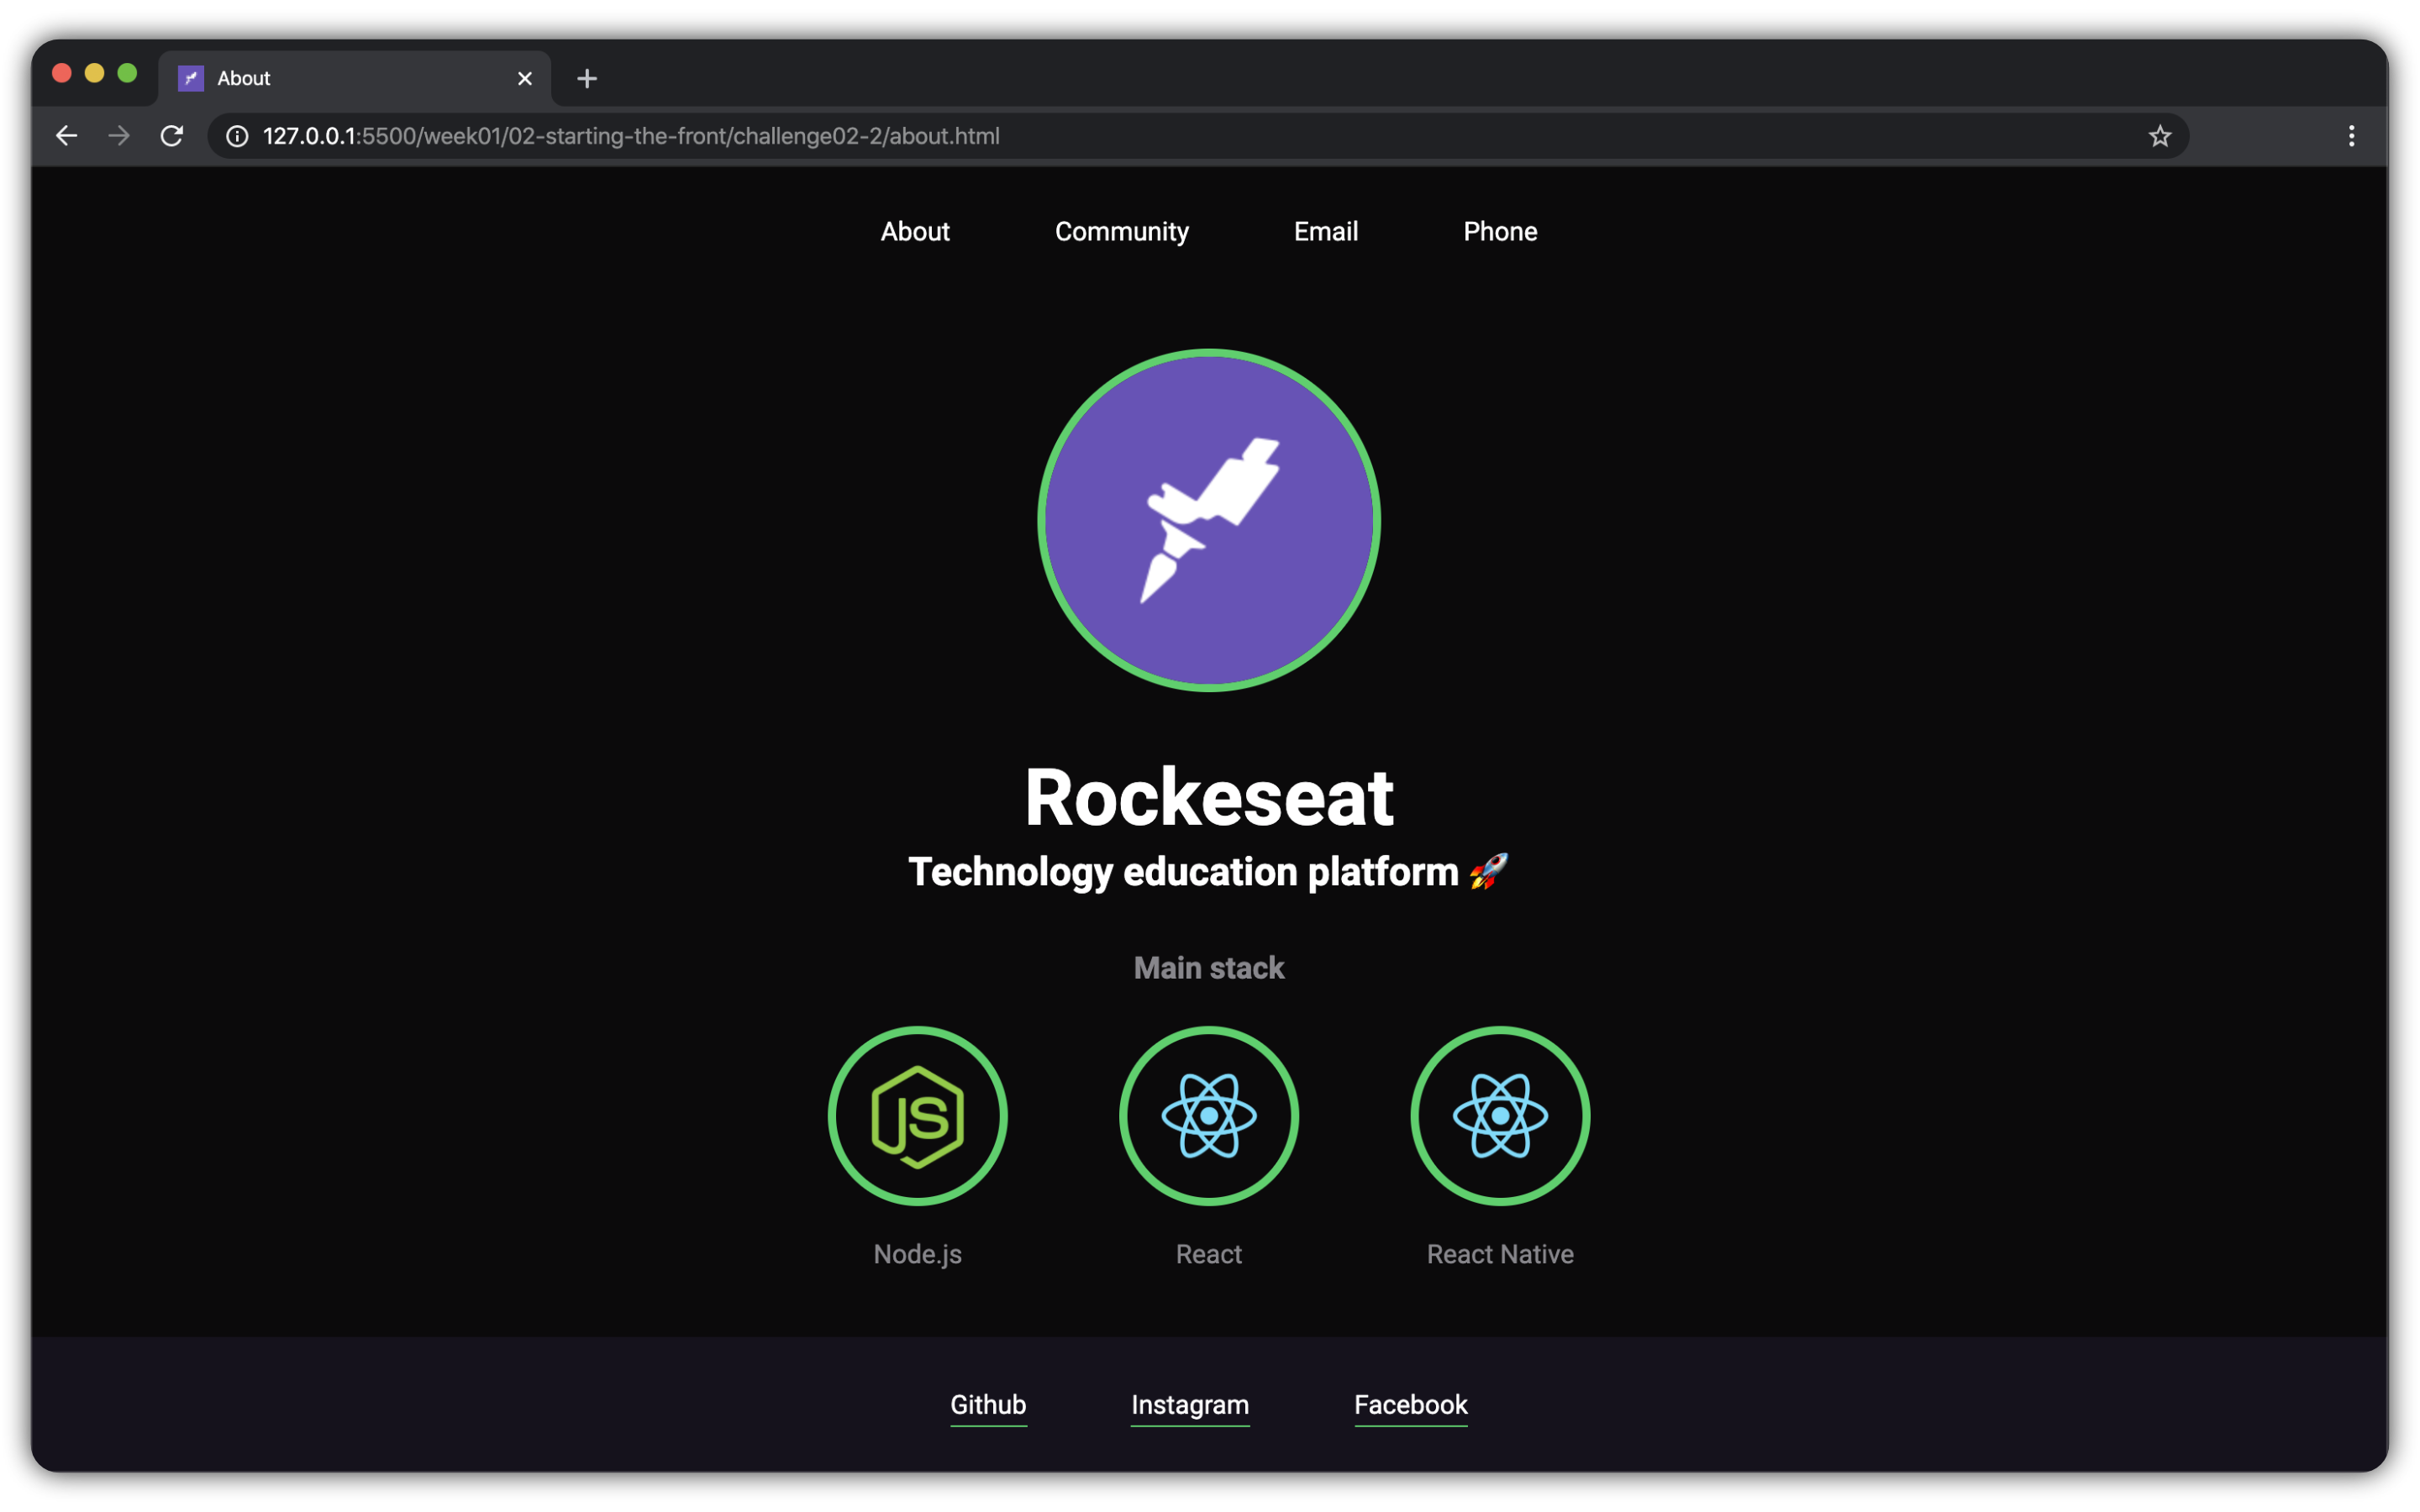 About
127.0.0.1:5500/week01/02-starting-the-front/challenge02-2/about.html
About Community Email Phone
Rockeseat
Technology education platform 🚀
Main stack
JS
Node.js React React Native
Github Instagram Facebook